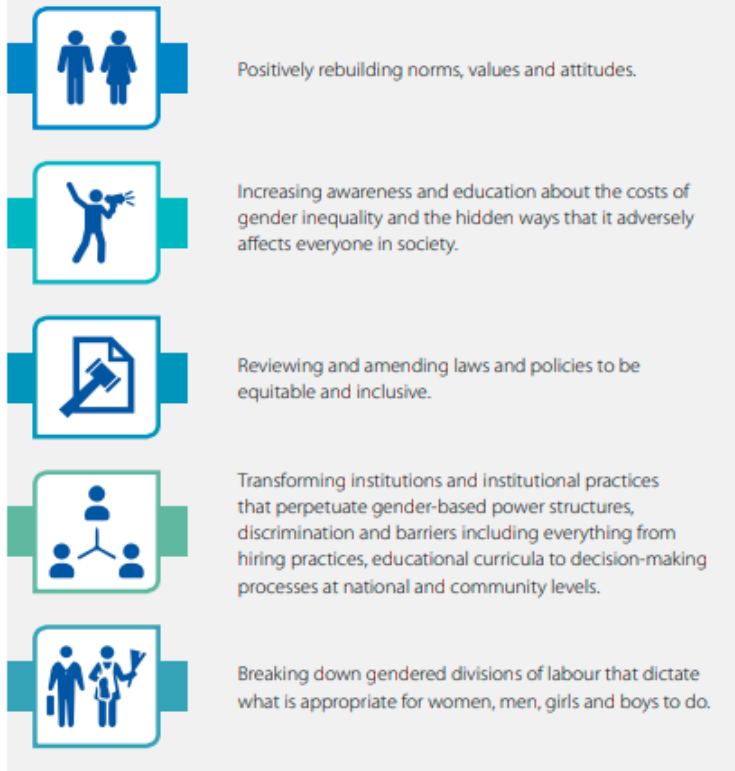 Positively rebuilding norms, values and attitudes.
Increasing awareness and education about the costs of
gender inequality and the hidden ways that it adversely
affects everyone in society.
Reviewing and amending laws and policies to be
equitable and inclusive.
Transforming institutions and institutional practices
that perpetuate gender-based power structures,
discrimination and barriers including everything from
hiring practices, educational curricula to decision-making
processes at national and community levels.
Breaking down gendered divisions of labour that dictate
what is appropriate for women, men, girls and boys to do.